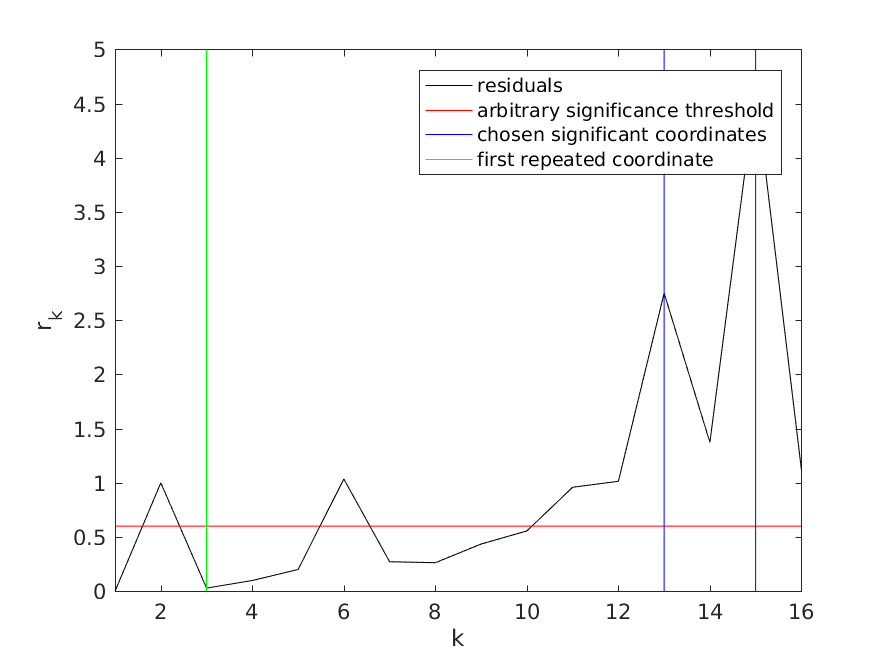 5
4.5
4
3.5
3
2.5
2
1.5
1
0.5
0
r_k
residuals
arbitrary significance threshold
chosen significant coordinates
first repeated coordinate
2 4 6 8 10 12 14 16
k